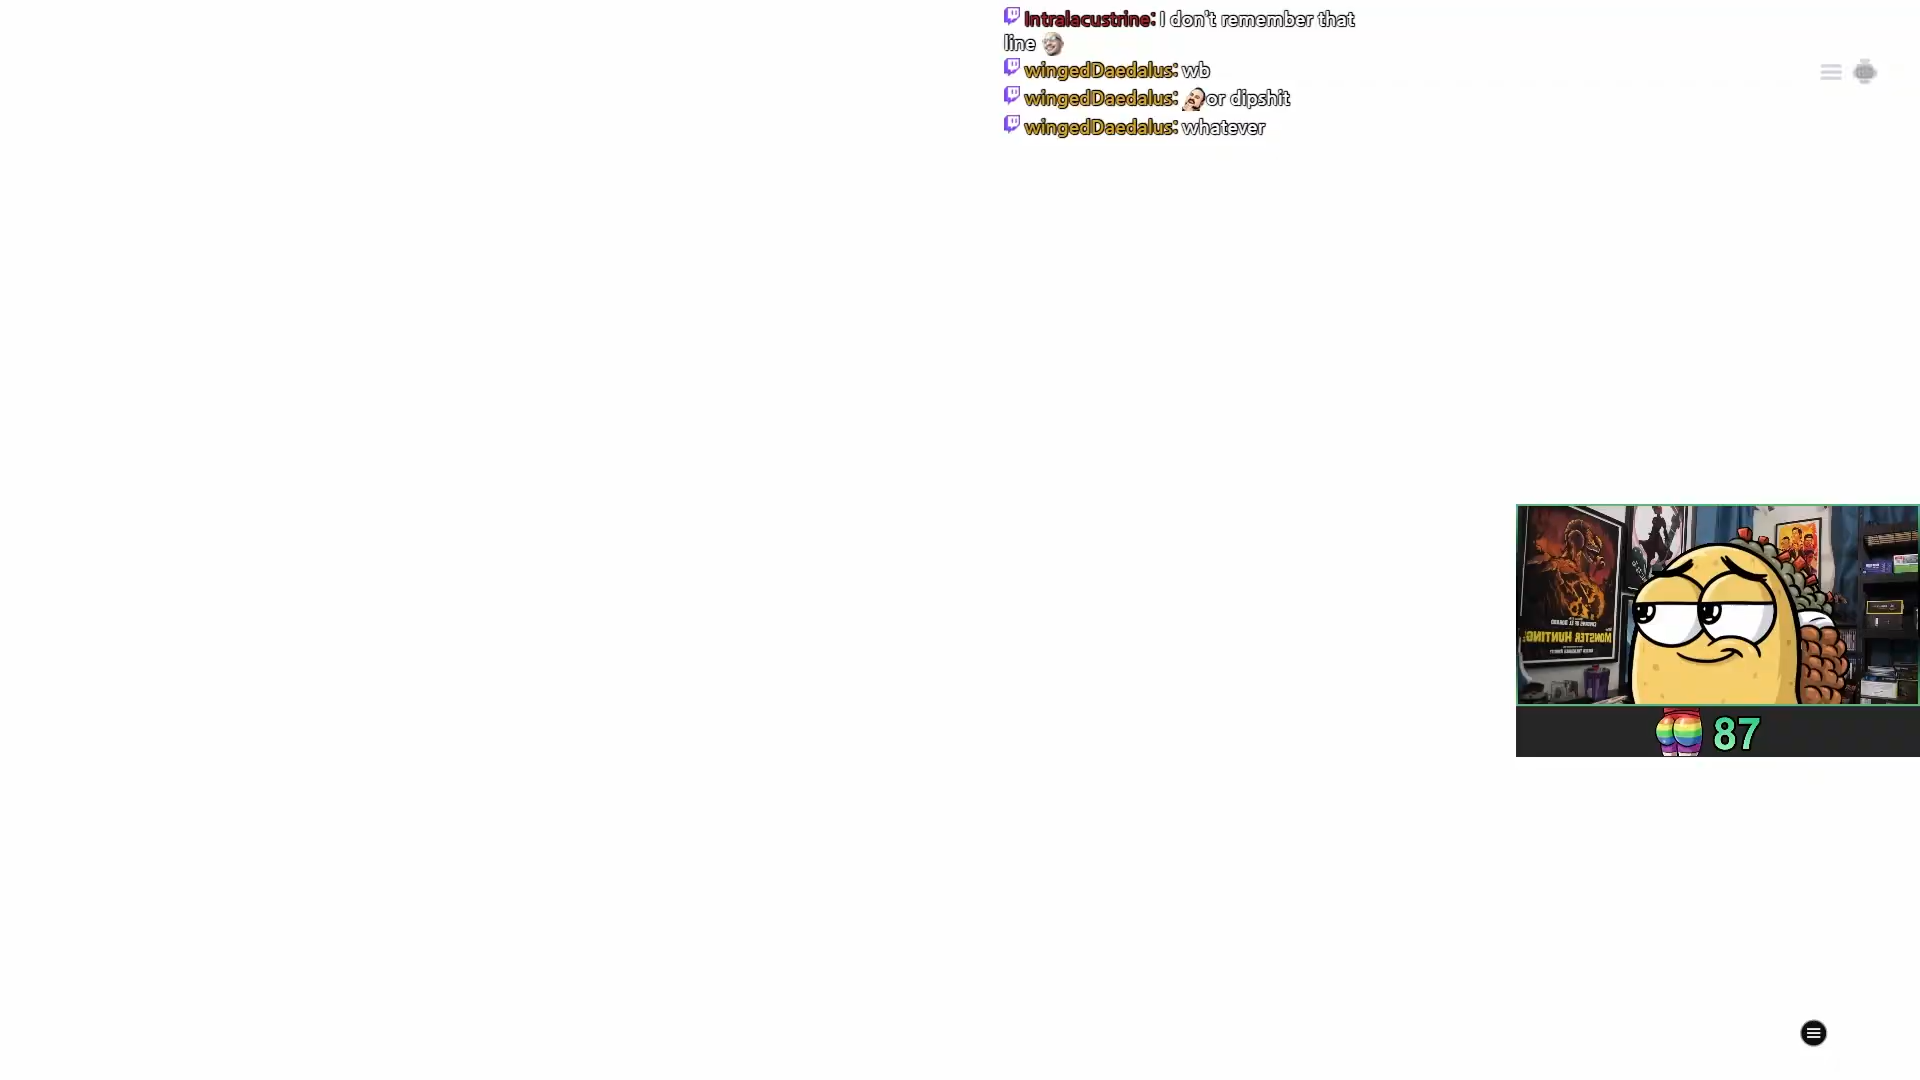 Intralacustrine: I don't remember that
line
wingedDaedalus: wb
wingedDaedalus: or dipshit
wingedDaedalus: whatever
MONSTER HUNTING
87